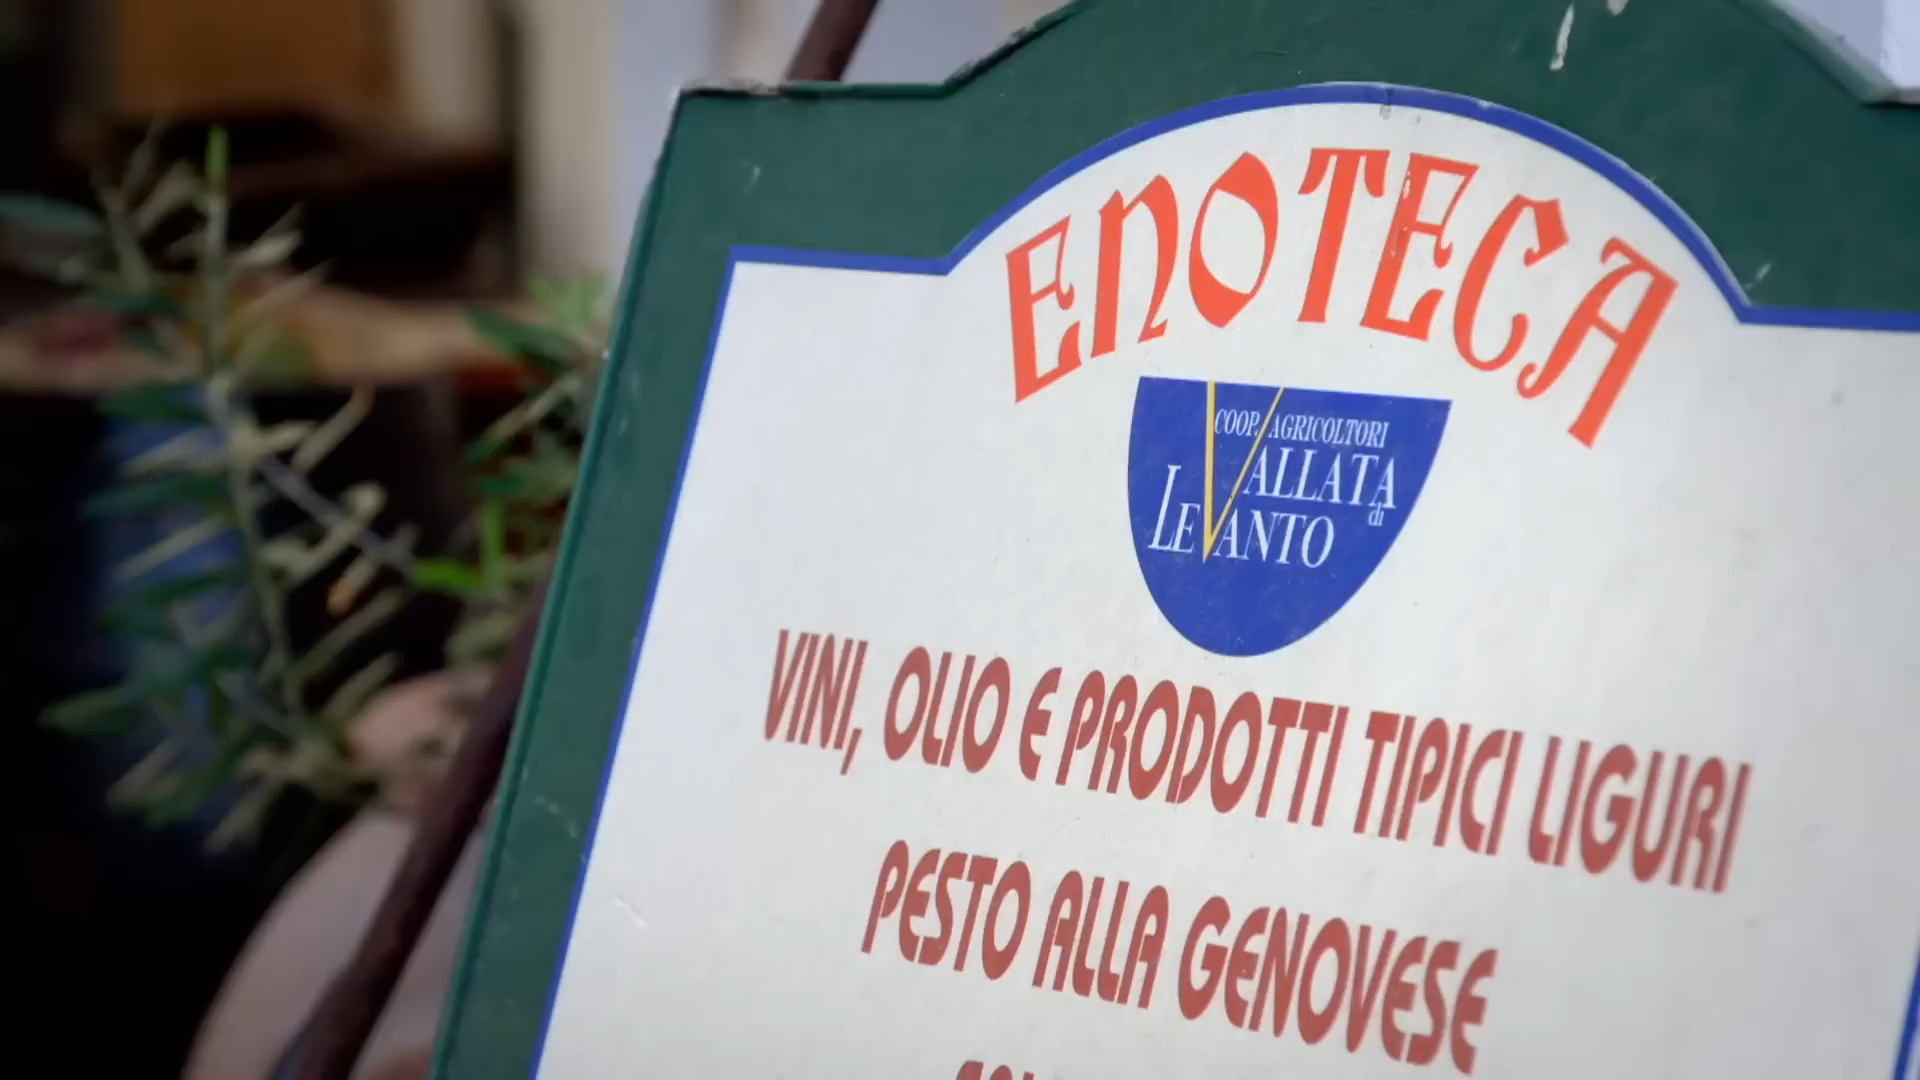 ENOTECA
COOP. AGRICOLTORI
VALLATA
di
LEVANTO
VINI, OLIO E PRODOTTI TIPICI LIGURI
PESTO ALLA GENOVESE